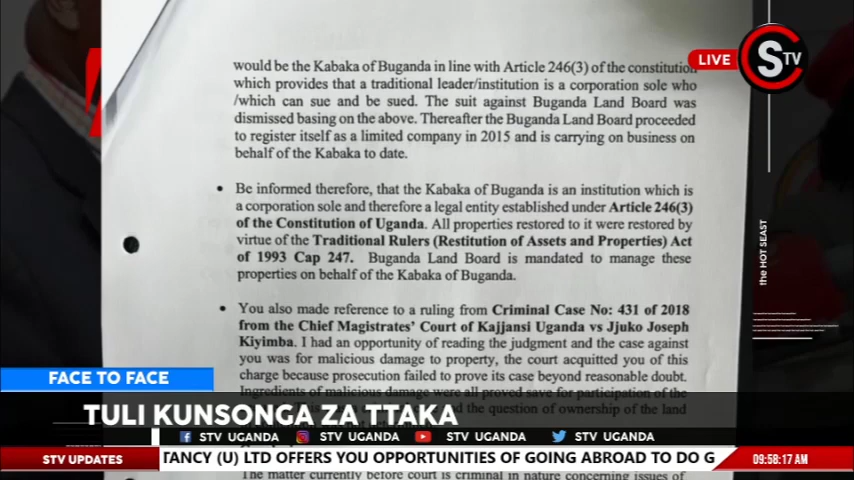 would be the Kabaka of Buganda in line with Article 246(3) of the constitution
which provides that a traditional leader/institution is a corporation sole who
/which can sue and be sued. The suit against Buganda Land Board was
dismissed basing on the above. Thereafter the Buganda Land Board proceeded
to register itself as a limited company in 2015 and is carrying on business on
behalf of the Kabaka to date.
• Be informed therefore, that the Kabaka of Buganda is an institution which is
a corporation sole and therefore a legal entity established under Article 246(3)
of the Constitution of Uganda. All properties restored to it were restored by
virtue of the Traditional Rulers (Restitution of Assets and Properties) Act
of 1993 Cap 247. Buganda Land Board is mandated to manage these
properties on behalf of the Kabaka of Buganda.
• You also made reference to a ruling from Criminal Case No: 431 of 2018
from the Chief Magistrates' Court of Kajjansi Uganda vs Jjuko Joseph
Kiyimba. I had an opportunity of reading the judgment and the case against
you was for malicious damage to property, the court acquitted you of this
charge because prosecution failed to prove its case beyond reasonable doubt.
Ingredients of malicious damage were all proved save for participation of the
the question of ownership of the land
The matter currently before court is criminal in nature concerning issues of
LIVE
STV
the HOT SEAST
FACE TO FACE
TULI KUNSONGA ZA TTAKA
STV UGANDA STV UGANDA STV UGANDA STV UGANDA
STV UPDATES
TANCY (U) LTD OFFERS YOU OPPORTUNITIES OF GOING ABROAD TO DO G
09:58:17 AM